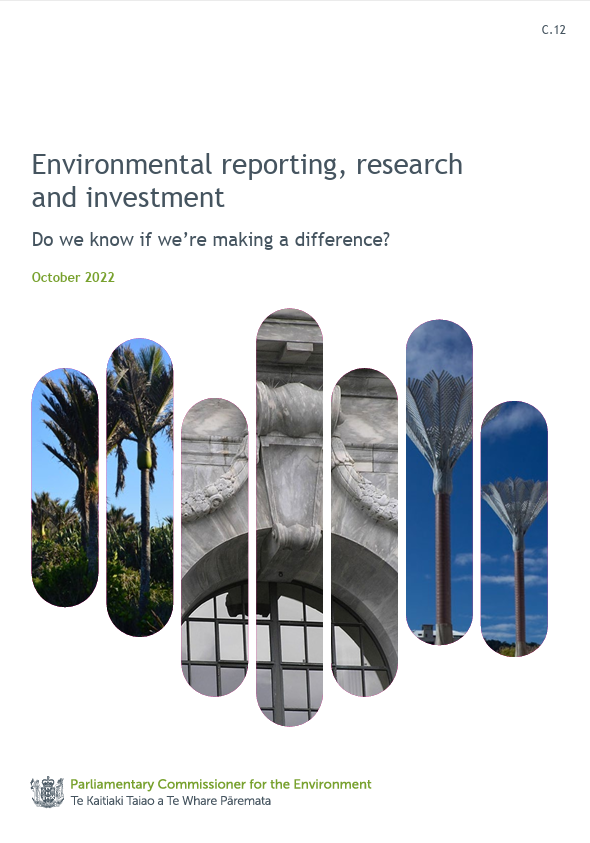 C.12
Environmental reporting, research
and investment
Do we know if we’re making a difference?
October 2022
Parliamentary Commissioner for the Environment
Te Kaitiaki Taiao a Te Whare Pāremata